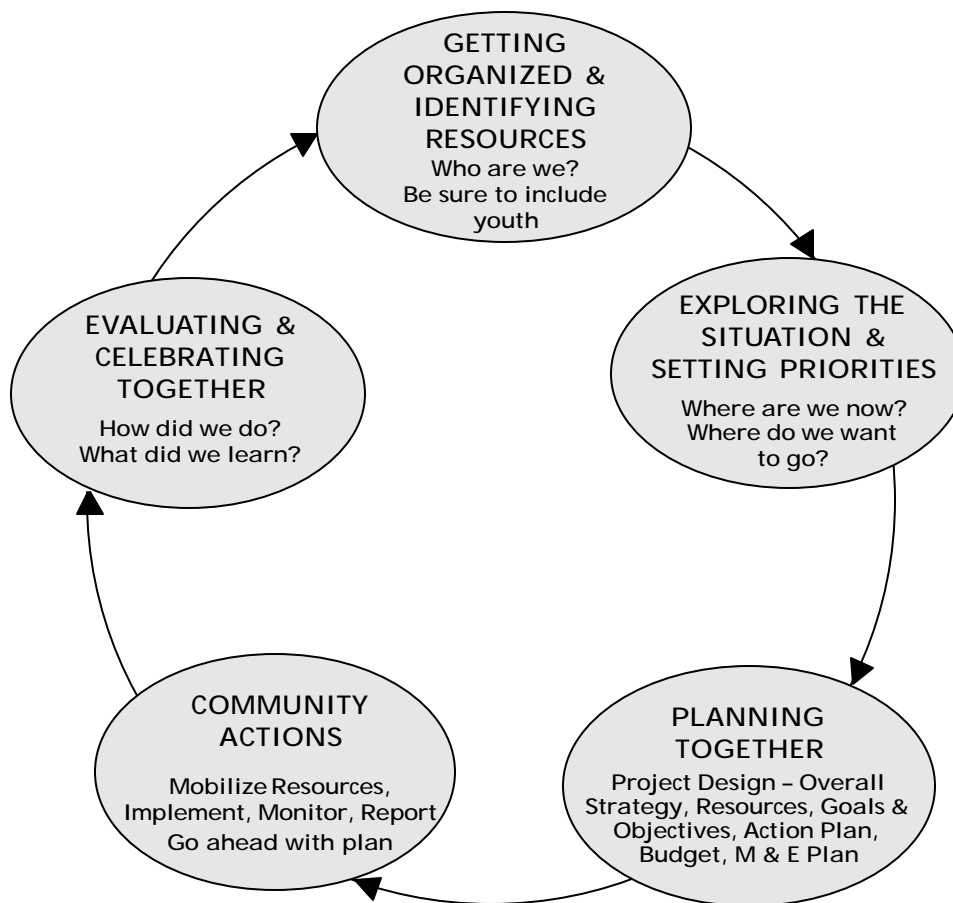 GETTING
ORGANIZED &
IDENTIFYING
RESOURCES
Who are we?
Be sure to include
youth
EXPLORING THE
SITUATION &
SETTING PRIORITIES
Where are we now?
Where do we want
to go?
PLANNING
TOGETHER
Project Design – Overall
Strategy, Resources, Goals &
Objectives, Action Plan,
Budget, M & E Plan
COMMUNITY
ACTIONS
Mobilize Resources,
Implement, Monitor, Report
Go ahead with plan
EVALUATING &
CELEBRATING
TOGETHER
How did we do?
What did we learn?